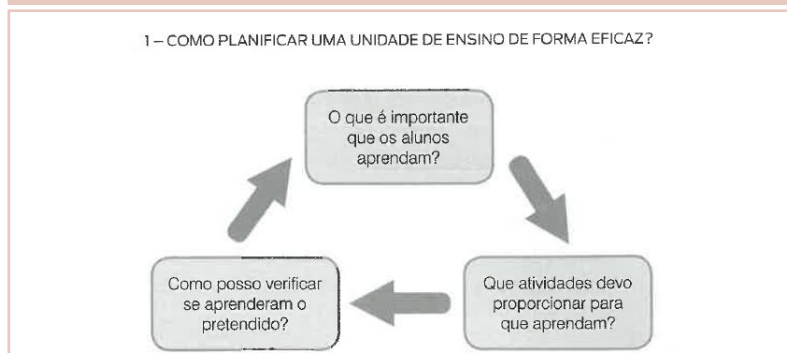 1 – COMO PLANIFICAR UMA UNIDADE DE ENSINO DE FORMA EFICAZ?
O que é importante
que os alunos
aprendam?
Como posso verificar
se aprenderam o
pretendido?
Que atividades devo
proporcionar para
que aprendam?